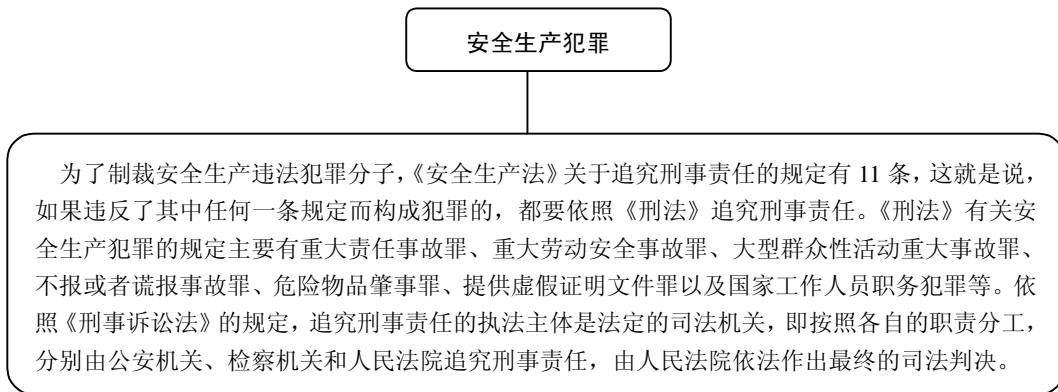 安全生产犯罪
为了制裁安全生产违法犯罪分子，《安全生产法》关于追究刑事责任的规定有 11 条，这就是说，
如果违反了其中任何一条规定而构成犯罪的，都要依照《刑法》追究刑事责任。《刑法》有关安
全生产犯罪的规定主要有重大责任事故罪、重大劳动安全事故罪、大型群众性活动重大事故罪、
不报或者谎报事故罪、危险物品肇事罪、提供虚假证明文件罪以及国家工作人员职务犯罪等。依
照《刑事诉讼法》的规定，追究刑事责任的执法主体是法定的司法机关，即按照各自的职责分工，
分别由公安机关、检察机关和人民法院追究刑事责任，由人民法院依法作出最终的司法判决。